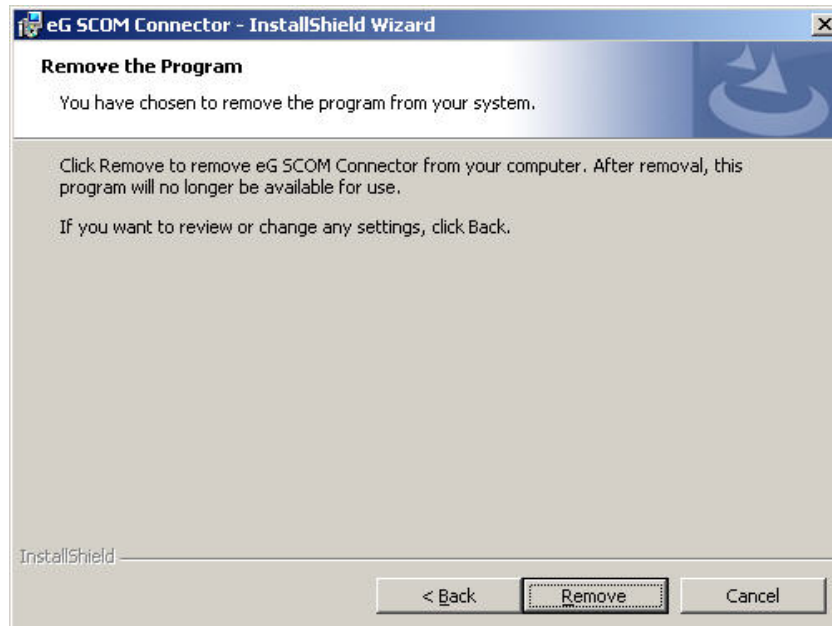 eG SCOM Connector - InstallShield Wizard
Remove the Program
You have chosen to remove the program from your system.
Click Remove to remove eG SCOM Connector from your computer. After removal, this
program will no longer be available for use.
If you want to review or change any settings, click Back.
InstallShield
< Back
Remove
Cancel